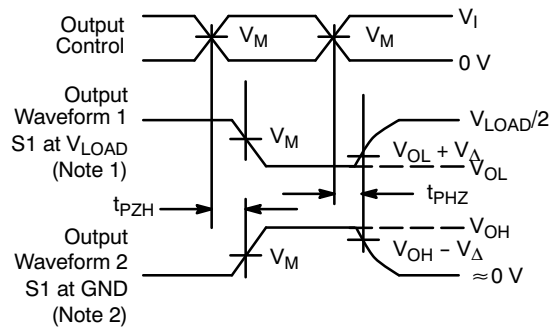 Output
Control
V_M
V_M
V_I
0 V
Output
Waveform 1
S1 at V_LOAD
(Note 1)
V_M
V_LOAD/2
V_OL + V_Δ
V_OL
t_PZH
t_PHZ
Output
Waveform 2
S1 at GND
(Note 2)
V_M
V_OH
V_OH – V_Δ
≈0 V